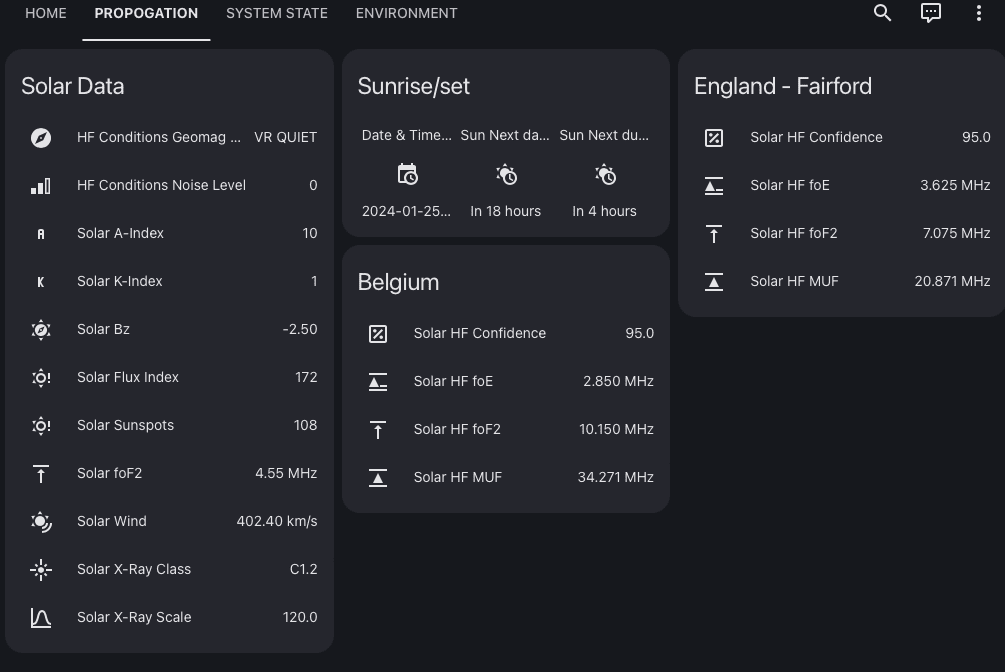 HOME PROPOGATION SYSTEM STATE ENVIRONMENT
Solar Data
HF Conditions Geomag ... VR QUIET
HF Conditions Noise Level 0
A Solar A-Index 10
K Solar K-Index 1
Solar Bz -2.50
Solar Flux Index 172
Solar Sunspots 108
Solar foF2 4.55 MHz
Solar Wind 402.40 km/s
Solar X-Ray Class C1.2
Solar X-Ray Scale 120.0
Sunrise/set
Date & Time... Sun Next da... Sun Next du...
2024-01-25... In 18 hours In 4 hours
Belgium
Solar HF Confidence 95.0
Solar HF foE 2.850 MHz
Solar HF foF2 10.150 MHz
Solar HF MUF 34.271 MHz
England - Fairford
Solar HF Confidence 95.0
Solar HF foE 3.625 MHz
Solar HF foF2 7.075 MHz
Solar HF MUF 20.871 MHz